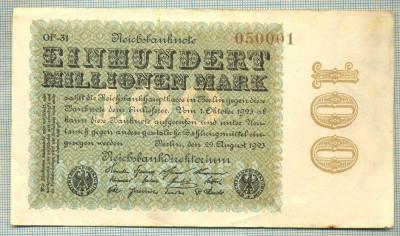 OF-31 Reichsbanknote 050001
EINHUNDERT
MILLIONEN MARK
zahlt die Reichsbankhauptkasse in Berlin gegen diese
Banknote dem Einlieferer. Vom 1. Oktober 1923 ab
kann diese Banknote aufgerufen und unter Um-
tausch gegen andere gesetzliche Zahlungsmittel ein-
gezogen werden Berlin, den 22. August 1923
Reichsbankdirektorium
100